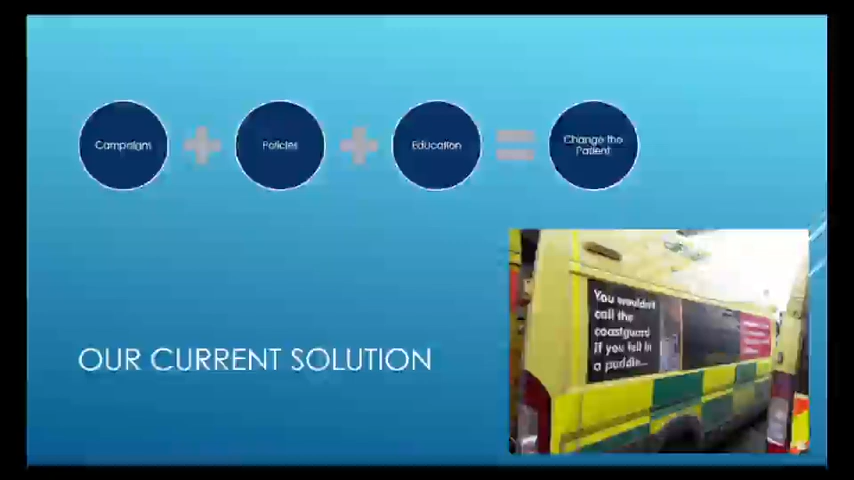 Campaigns
Policies
Education
Change the
Patient
You wouldn't
call the
coastguard
if you fell in
a puddle...
OUR CURRENT SOLUTION